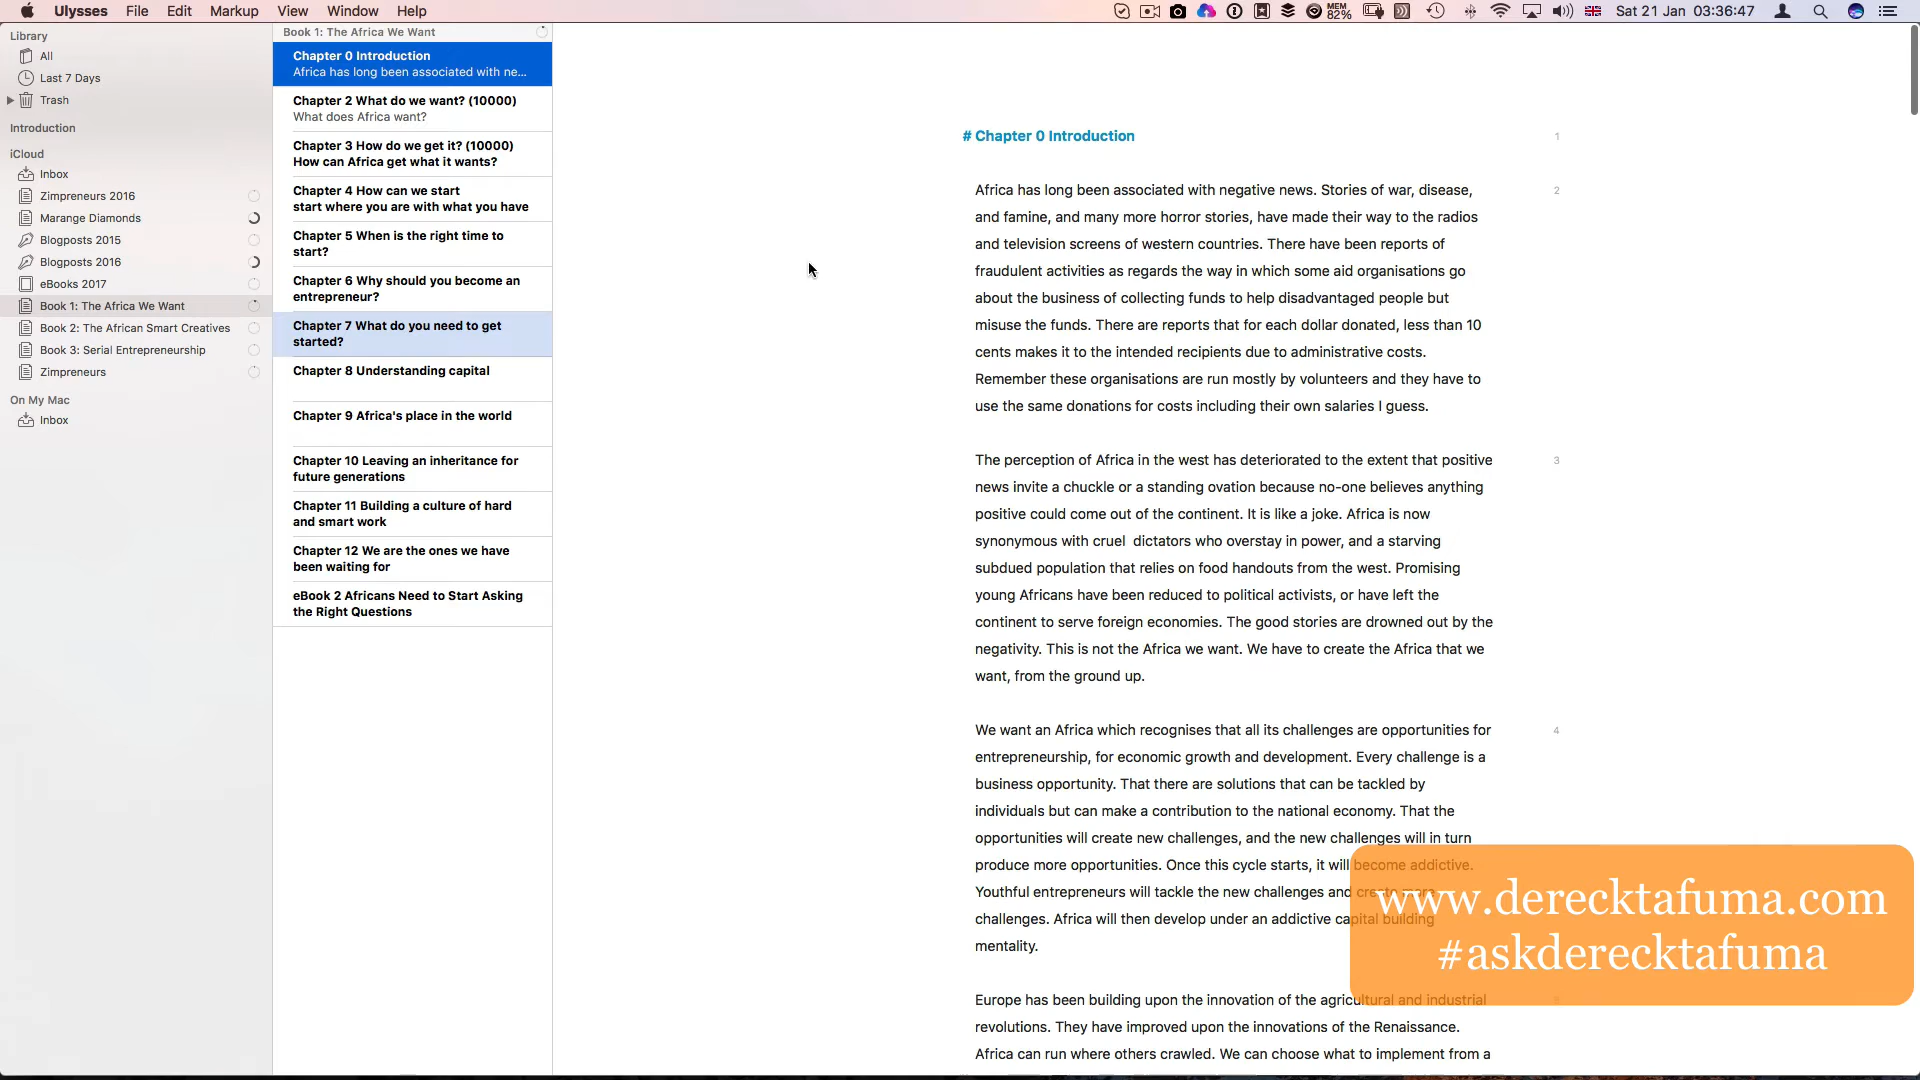 Ulysses File Edit Markup View Window Help MEM 82% Sat 21 Jan 03:36:47
Library
All
Last 7 Days
Trash
Introduction
iCloud
Inbox
Zimpreneurs 2016
Marange Diamonds
Blogposts 2015
Blogposts 2016
eBooks 2017
Book 1: The Africa We Want
Book 2: The African Smart Creatives
Book 3: Serial Entrepreneurship
Zimpreneurs
On My Mac
Inbox
Book 1: The Africa We Want
Chapter 0 Introduction
Africa has long been associated with ne...
Chapter 2 What do we want? (10000)
What does Africa want?
Chapter 3 How do we get it? (10000)
How can Africa get what it wants?
Chapter 4 How can we start
start where you are with what you have
Chapter 5 When is the right time to
start?
Chapter 6 Why should you become an
entrepreneur?
Chapter 7 What do you need to get
started?
Chapter 8 Understanding capital
Chapter 9 Africa's place in the world
Chapter 10 Leaving an inheritance for
future generations
Chapter 11 Building a culture of hard
and smart work
Chapter 12 We are the ones we have
been waiting for
eBook 2 Africans Need to Start Asking
the Right Questions
# Chapter 0 Introduction 1
Africa has long been associated with negative news. Stories of war, disease, 2
and famine, and many more horror stories, have made their way to the radios
and television screens of western countries. There have been reports of
fraudulent activities as regards the way in which some aid organisations go
about the business of collecting funds to help disadvantaged people but
misuse the funds. There are reports that for each dollar donated, less than 10
cents makes it to the intended recipients due to administrative costs.
Remember these organisations are run mostly by volunteers and they have to
use the same donations for costs including their own salaries I guess.
The perception of Africa in the west has deteriorated to the extent that positive 3
news invite a chuckle or a standing ovation because no-one believes anything
positive could come out of the continent. It is like a joke. Africa is now
synonymous with cruel  dictators who overstay in power, and a starving
subdued population that relies on food handouts from the west. Promising
young Africans have been reduced to political activists, or have left the
continent to serve foreign economies. The good stories are drowned out by the
negativity. This is not the Africa we want. We have to create the Africa that we
want, from the ground up.
We want an Africa which recognises that all its challenges are opportunities for 4
entrepreneurship, for economic growth and development. Every challenge is a
business opportunity. That there are solutions that can be tackled by
individuals but can make a contribution to the national economy. That the
opportunities will create new challenges, and the new challenges will in turn
produce more opportunities. Once this cycle starts, it will become addictive.
Youthful entrepreneurs will tackle the new challenges and create more
challenges. Africa will then develop under an addictive capital building
mentality.
Europe has been building upon the innovation of the agricultural and industrial
revolutions. They have improved upon the innovations of the Renaissance.
Africa can run where others crawled. We can choose what to implement from a
www.derecktafuma.com
#askderecktafuma